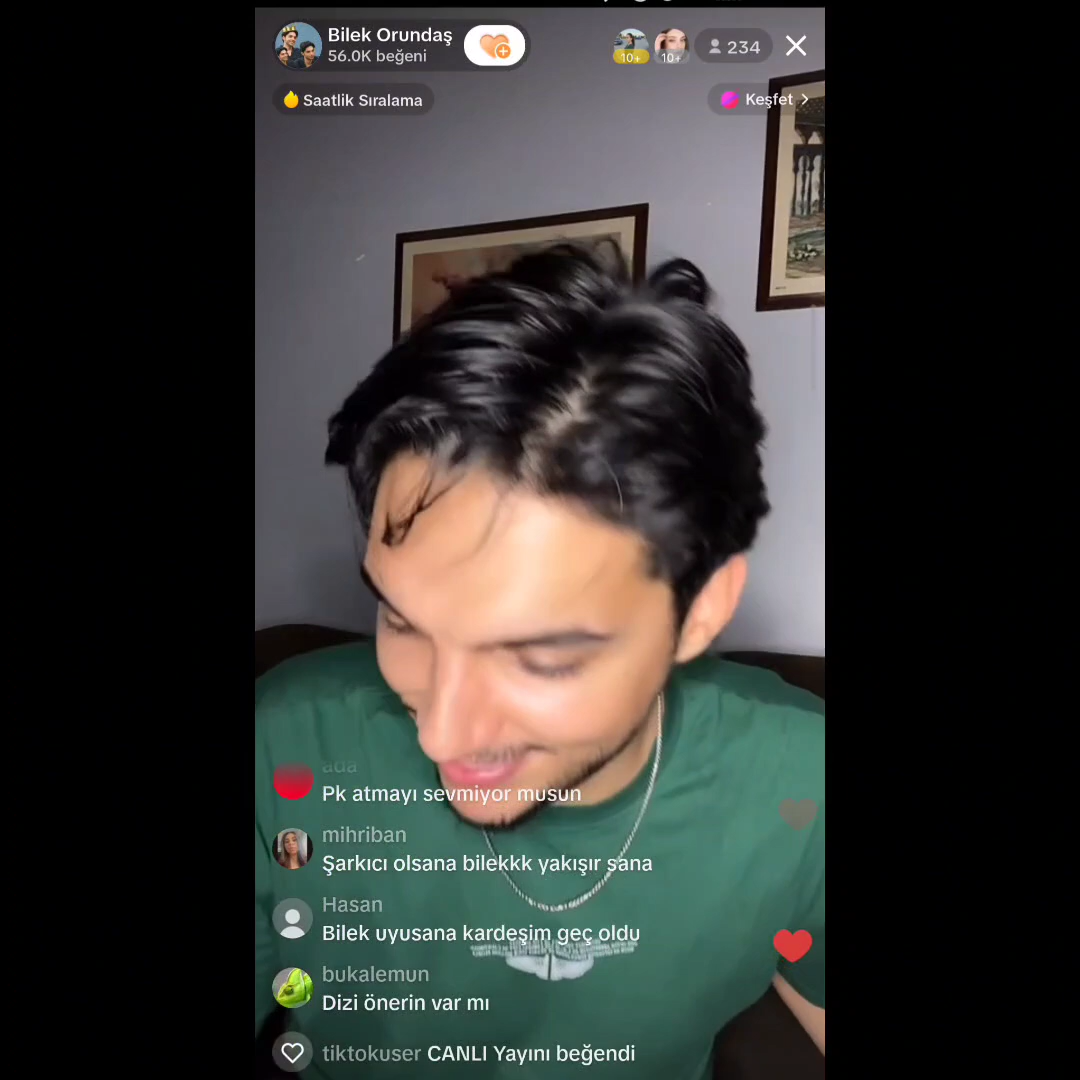 Bilek Orundaş
56.0K beğeni
10+
10+
234
Saatlik Sıralama
Keşfet
ada
Pk atmayı sevmiyor musun
mihriban
Şarkıcı olsana bilekkk yakışır sana
Hasan
Bilek uyusana kardeşim geç oldu
bukalemun
Dizi önerin var mı
tiktokuser CANLI Yayını beğendi